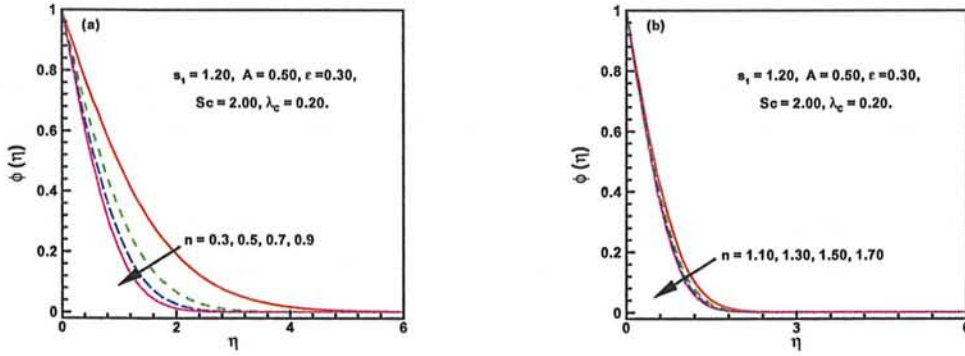 (a)
s₁ = 1.20, A = 0.50, ε =0.30,
Sc = 2.00, λc = 0.20.
n = 0.3, 0.5, 0.7, 0.9
ϕ (η)
1
0.8
0.6
0.4
0.2
0
0 2 4 6
η
(b)
s₁ = 1.20, A = 0.50, ε =0.30,
Sc = 2.00, λc = 0.20.
n = 1.10, 1.30, 1.50, 1.70
ϕ (η)
1
0.8
0.6
0.4
0.2
0
0 3
η